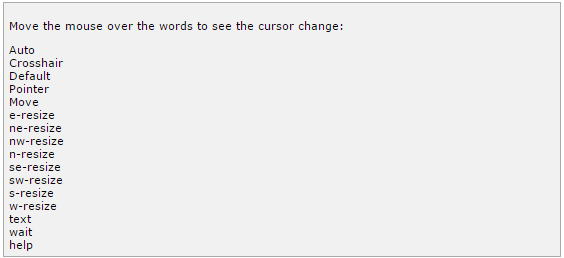 Move the mouse over the words to see the cursor change:
Auto
Crosshair
Default
Pointer
Move
e-resize
ne-resize
nw-resize
n-resize
se-resize
sw-resize
s-resize
w-resize
text
wait
help